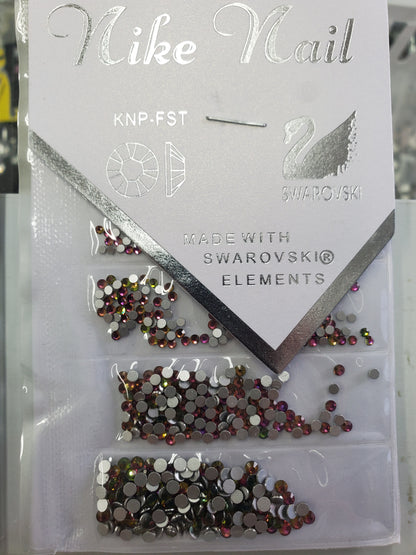 Nike Nail
KNP-FST
SWAROVSKI
MADE WITH
SWAROVSKI®
ELEMENTS